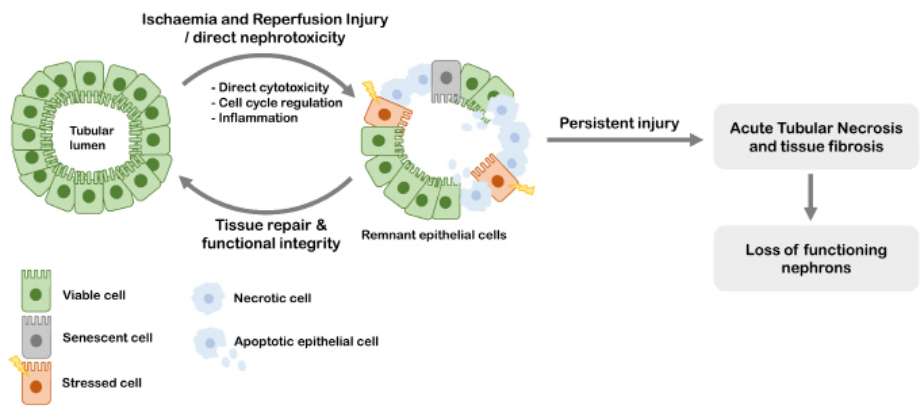 Ischaemia and Reperfusion Injury
/ direct nephrotoxicity
- Direct cytotoxicity
- Cell cycle regulation
- Inflammation
Tubular
lumen
Persistent injury
Acute Tubular Necrosis
and tissue fibrosis
Tissue repair &
functional integrity
Remnant epithelial cells
Loss of functioning
nephrons
Viable cell
Necrotic cell
Senescent cell
Apoptotic epithelial cell
Stressed cell